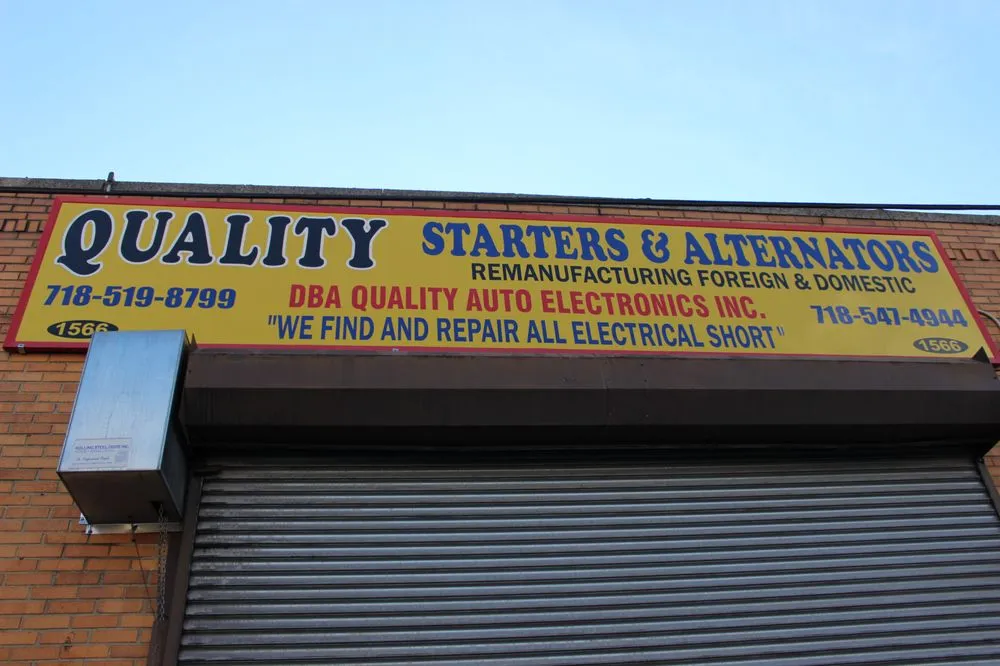 QUALITY
STARTERS & ALTERNATORS
REMANUFACTURING FOREIGN & DOMESTIC
718-519-8799
DBA QUALITY AUTO ELECTRONICS INC.
718-547-4944
"WE FIND AND REPAIR ALL ELECTRICAL SHORT"
1566
1566